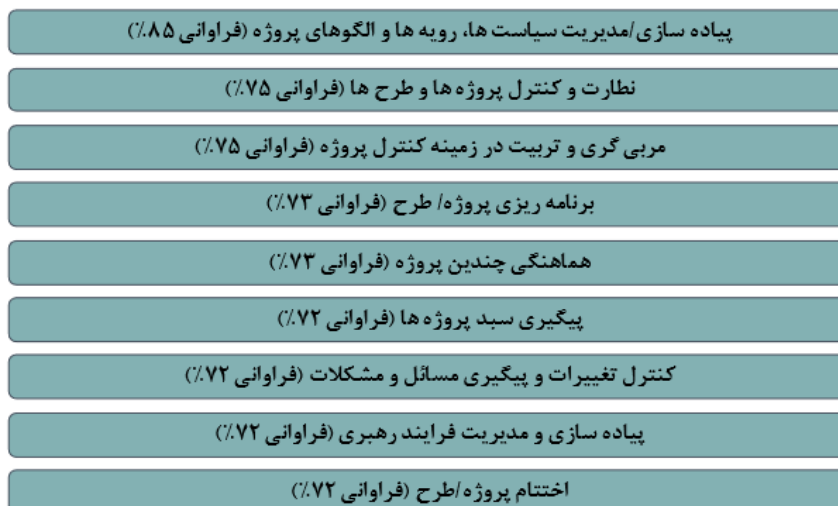 پیاده سازی/مدیریت سیاست ها، رویه ها و الگوهای پروژه (فراوانی ۸۵٪)
نطارت و کنترل پروژه ها و طرح ها (فراوانی ۷۵٪)
مربی گری و تربیت در زمینه کنترل پروژه (فراوانی ۷۵٪)
برنامه ریزی پروژه/ طرح (فراوانی ۷۳٪)
هماهنگی چندین پروژه (فراوانی ۷۳٪)
پیگیری سبد پروژه ها (فراوانی ۷۲٪)
کنترل تغییرات و پیگیری مسائل و مشکلات (فراوانی ۷۲٪)
پیاده سازی و مدیریت فرایند رهبری (فراوانی ۷۲٪)
اختتام پروژه/طرح (فراوانی ۷۲٪)